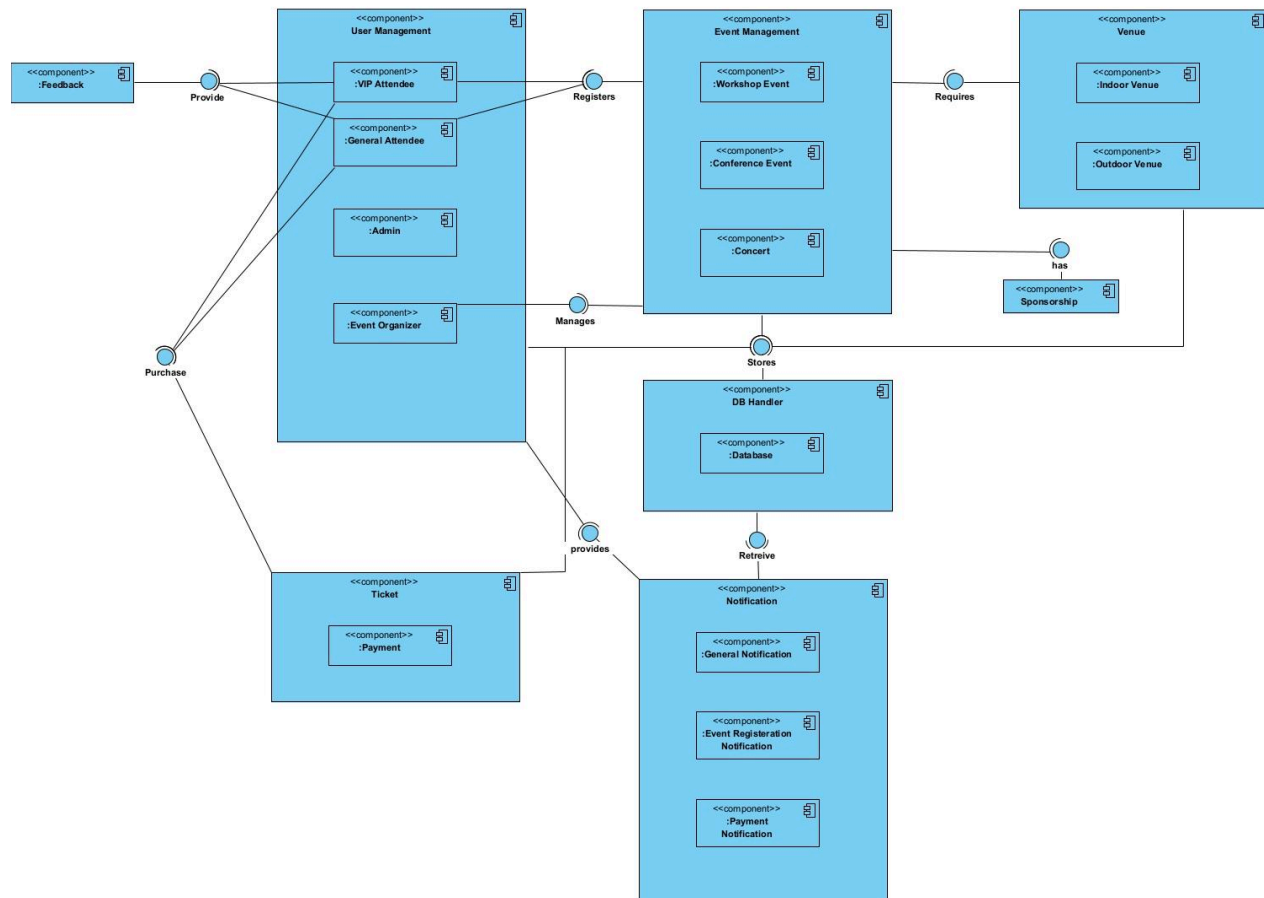 <<component>>
User Management
<<component>>
Event Management
<<component>>
Venue
<<component>>
:Feedback
Provide
<<component>>
:VIP Attendee
Registers
<<component>>
:Workshop Event
Requires
<<component>>
:Indoor Venue
<<component>>
:General Attendee
<<component>>
:Conference Event
<<component>>
:Outdoor Venue
<<component>>
:Admin
<<component>>
:Concert
has
<<component>>
Sponsorship
<<component>>
:Event Organizer
Manages
Purchase
Stores
<<component>>
DB Handler
<<component>>
:Database
provides
Retreive
<<component>>
Ticket
<<component>>
:Payment
<<component>>
Notification
<<component>>
:General Notification
<<component>>
:Event Registeration
Notification
<<component>>
:Payment
Notification